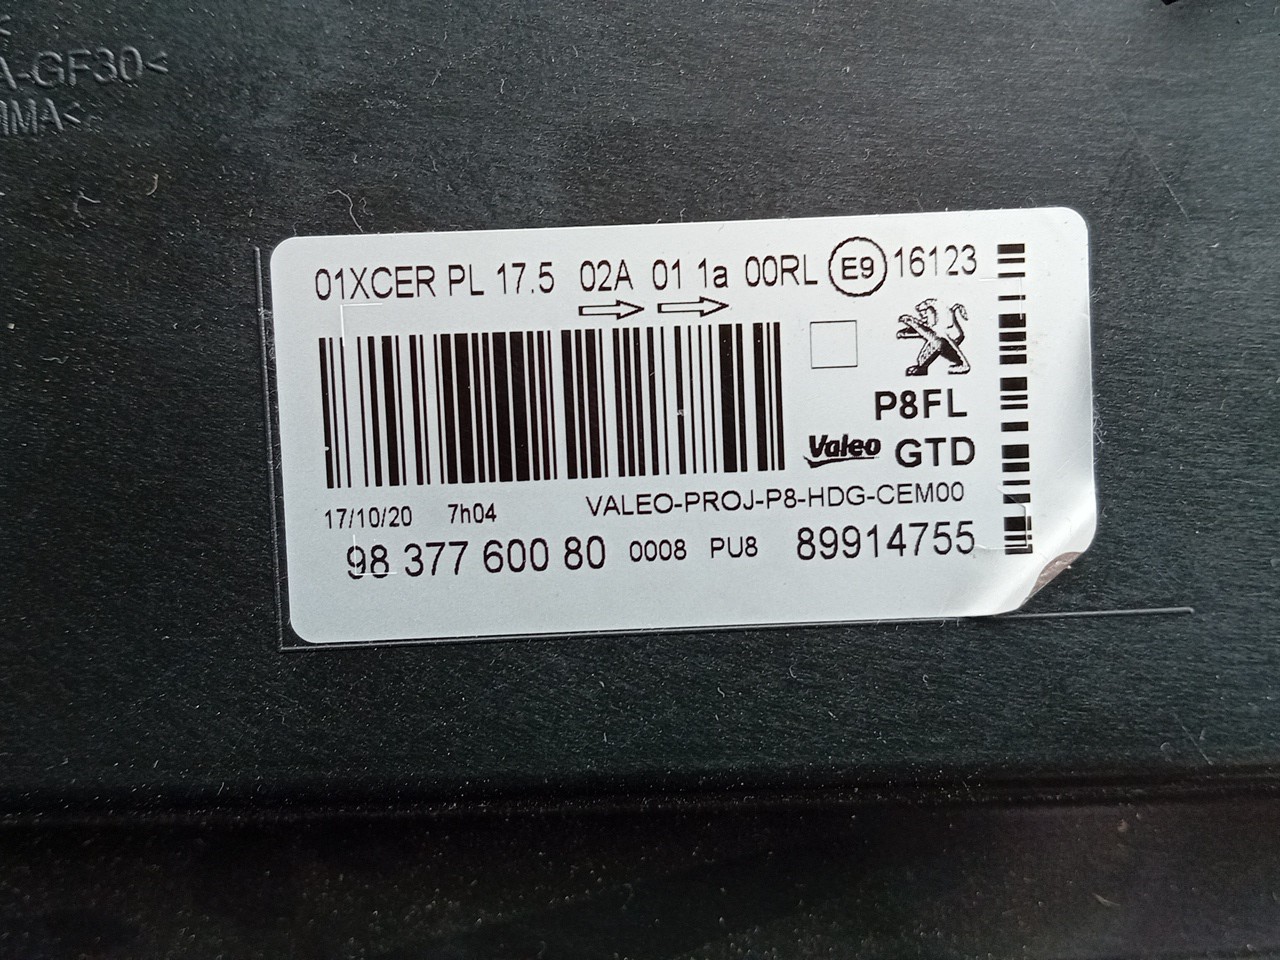 A-GF30<
MMA<
01XCER PL 17.5 02A 01 1a 00RL E9 16123
P8FL
Valeo GTD
17/10/20 7h04 VALEO-PROJ-P8-HDG-CEM00
98 377 600 80 0008 PU8 89914755